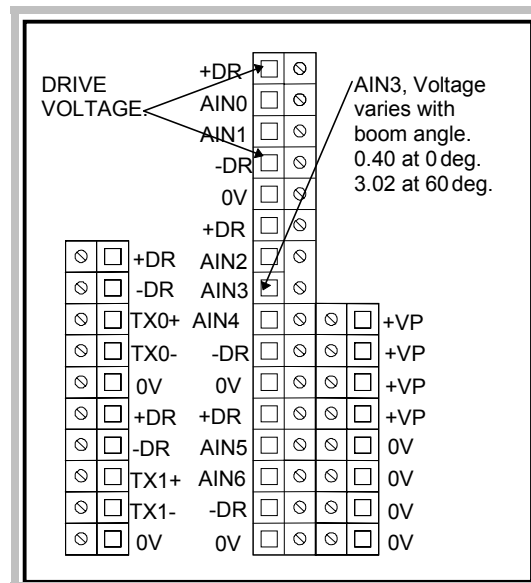 +DR
DRIVE
VOLTAGE.
AIN0
AIN1
-DR
0V
+DR
AIN2
AIN3
AIN4
-DR
0V
+DR
AIN5
AIN6
-DR
0V
AIN3, Voltage
varies with
boom angle.
0.40 at 0 deg.
3.02 at 60 deg.
+DR
-DR
TX0+
TX0-
0V
+DR
-DR
TX1+
TX1-
0V
+VP
+VP
+VP
+VP
0V
0V
0V
0V